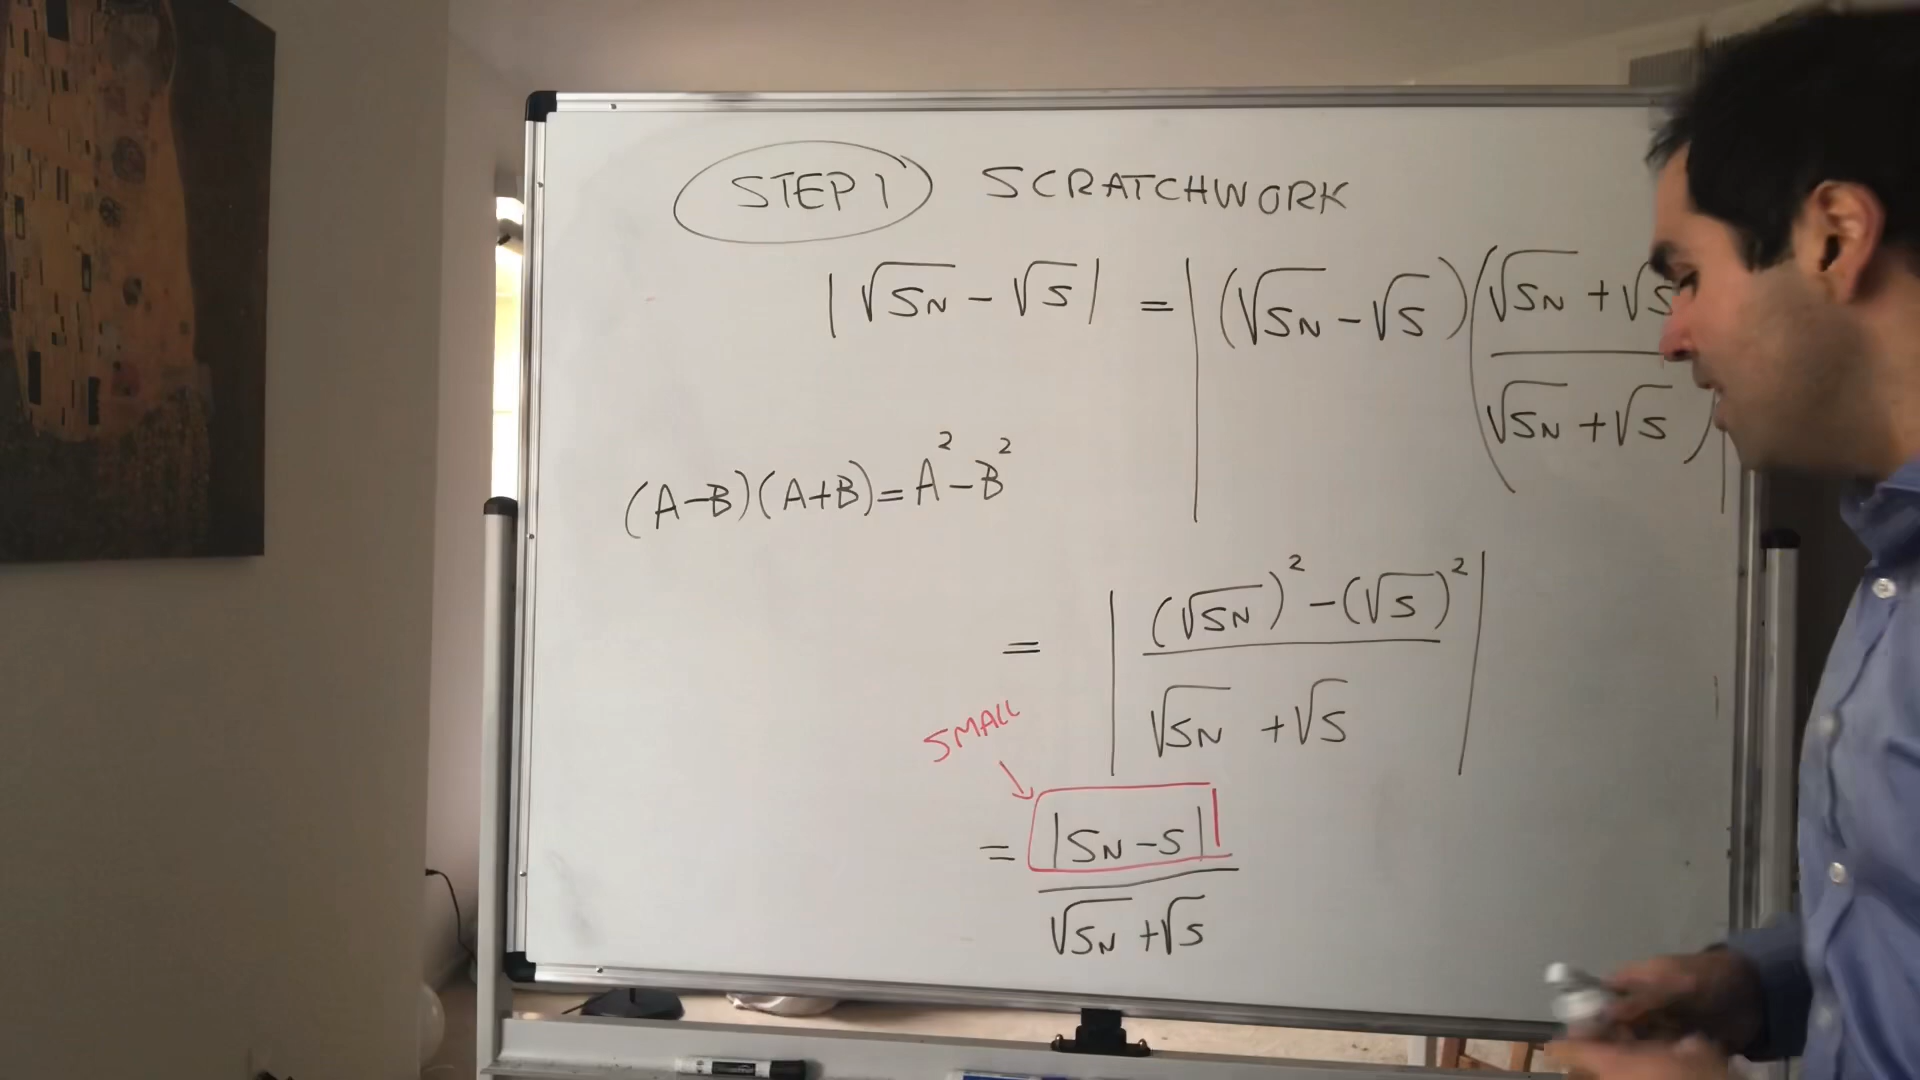 STEP 1 SCRATCHWORK
|√SN - √S| = |(√SN - √S)(√SN + √S
√SN + √S)|
(A-B)(A+B) = A² - B²
= |(√SN)² - (√S)²
√SN + √S|
SMALL
= |SN - S|
√SN + √S